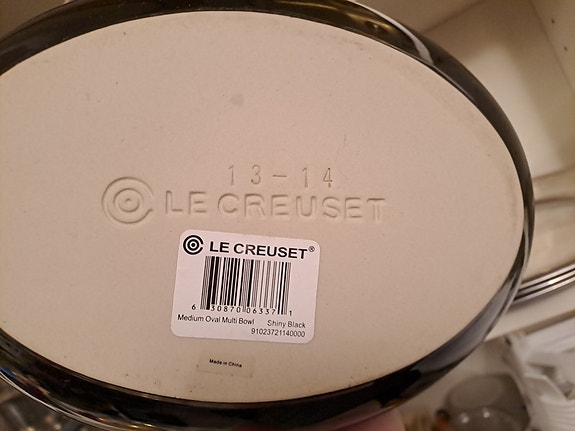 13-14
LE CREUSET
LE CREUSET®
6 30870 06337 1
Medium Oval Multi Bowl Shiny Black
91023721140000
Made in China